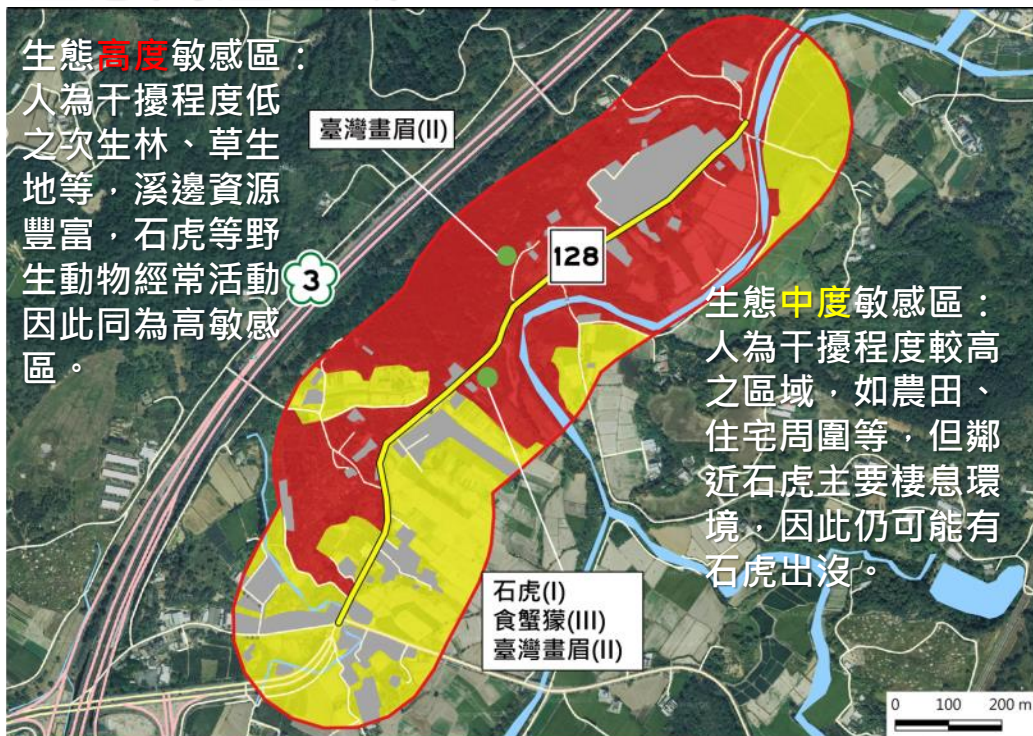 生態高度敏感區：
人為干擾程度低
之次生林、草生
地等，溪邊資源
豐富，石虎等野
生動物經常活動
因此同為高敏感
區。
臺灣畫眉(II)
3
128
生態中度敏感區：
人為干擾程度較高
之區域，如農田、
住宅周圍等，但鄰
近石虎主要棲息環
境，因此仍可能有
石虎出沒。
石虎(I)
食蟹獴(III)
臺灣畫眉(II)
0 100 200 m